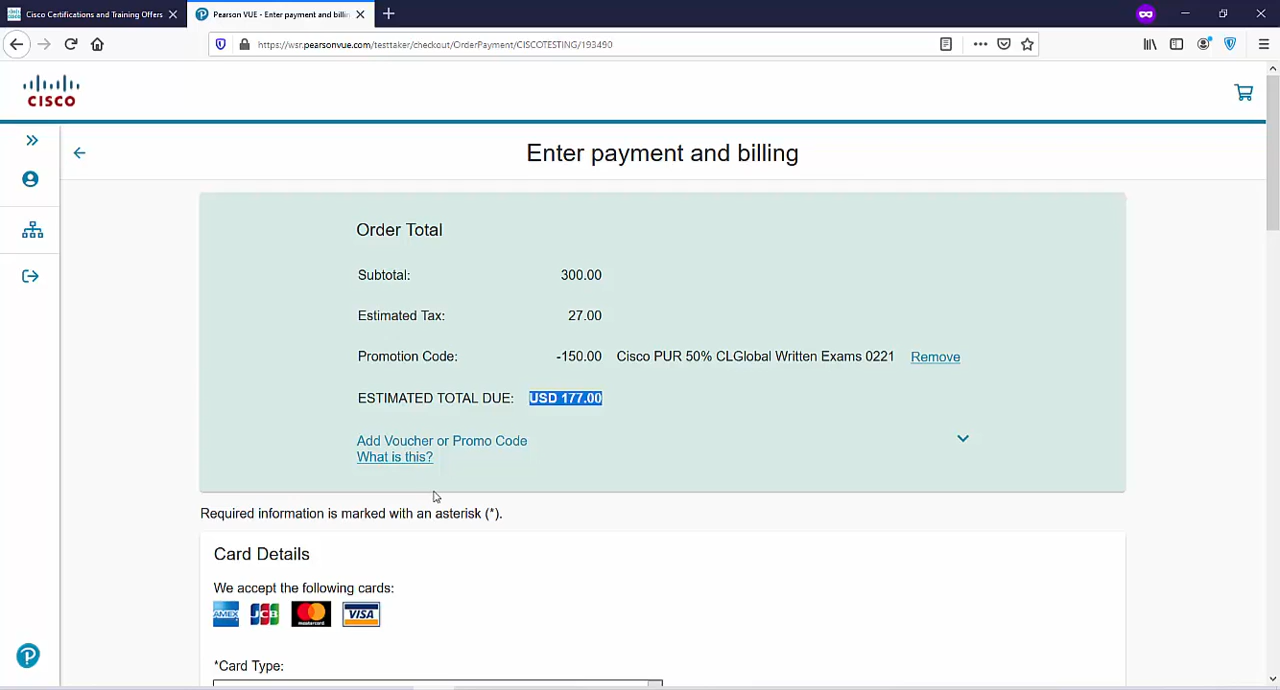 Cisco Certifications and Training Offers
Pearson VUE - Enter payment and billi
https://wsr.pearsonvue.com/testtaker/checkout/OrderPayment/CISCOTESTING/193490
CISCO
Enter payment and billing
Order Total
Subtotal: 300.00
Estimated Tax: 27.00
Promotion Code: -150.00 Cisco PUR 50% CLGlobal Written Exams 0221 Remove
ESTIMATED TOTAL DUE: USD 177.00
Add Voucher or Promo Code
What is this?
Required information is marked with an asterisk (*).
Card Details
We accept the following cards:
AMEX JCB mastercard VISA
*Card Type: